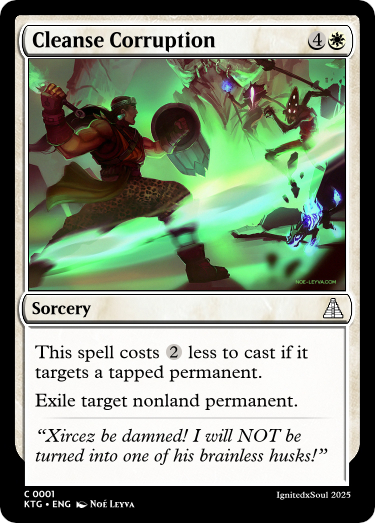 Cleanse Corruption 4
NOE-LEYVA.COM
Sorcery
This spell costs 2 less to cast if it
targets a tapped permanent.
Exile target nonland permanent.
“Xircez be damned! I will NOT be
turned into one of his brainless husks!”
C 0001
IgnitedxSoul 2025
KTG • ENG Noé Leyva